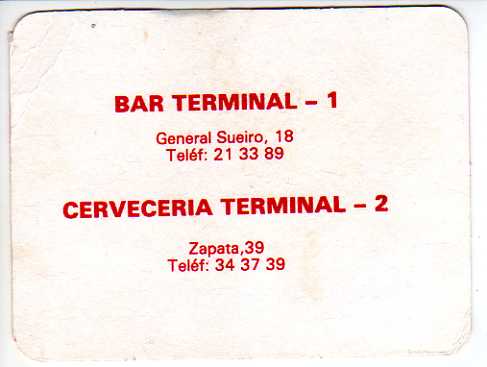 BAR TERMINAL – 1
General Sueiro, 18
Teléf: 21 33 89
CERVECERIA TERMINAL – 2
Zapata,39
Teléf: 34 37 39